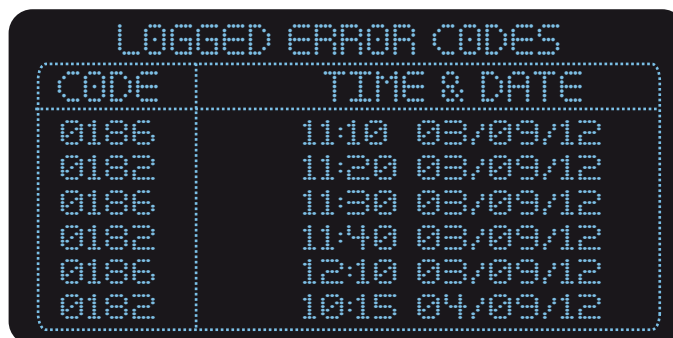 LOGGED ERROR CODES
CODE TIME & DATE
0186 11:10 03/09/12
0182 11:20 03/09/12
0186 11:30 03/09/12
0182 11:40 03/09/12
0186 12:10 03/09/12
0182 10:15 04/09/12